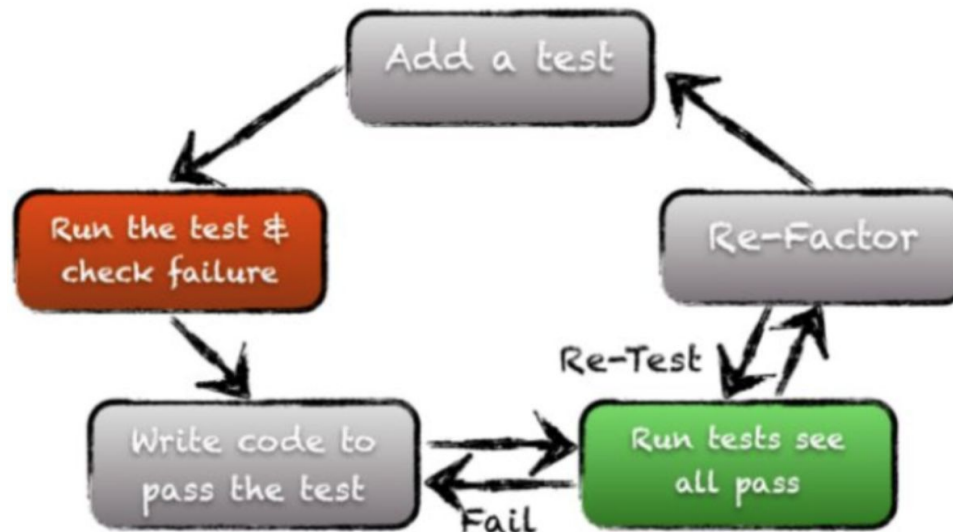 Add a test
Run the test &
check failure
Re-Factor
Re-Test
Write code to
pass the test
Run tests see
all pass
Fail